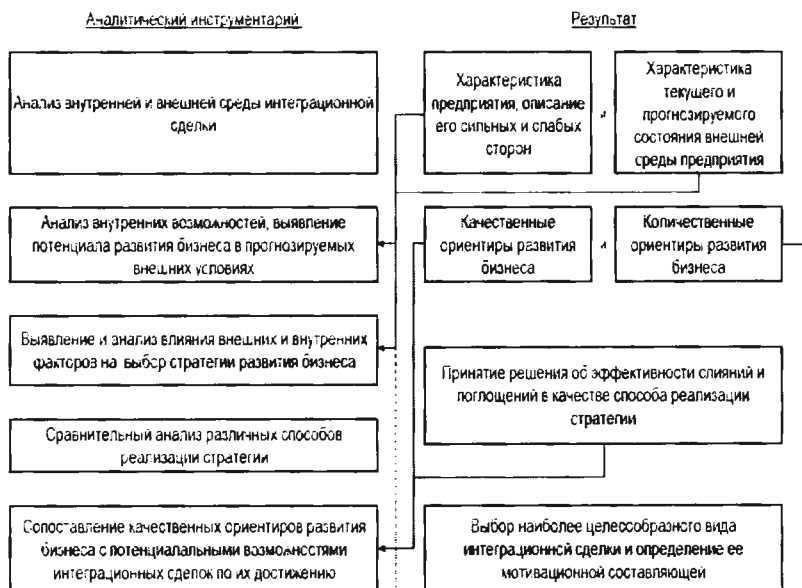 Аналитический инструментарий
Результат
Анализ внутренней и внешней среды интеграционной
сделки
Характеристика
предприятия, описание
его сильных и слабых
сторон
и
Характеристика
текущего и
прогнозируемого
состояния внешней
среды предприятия
Анализ внутренних возможностей, выявление
потенциала развития бизнеса в прогнозируемых
внешних условиях
Качественные
ориентиры развития
бизнеса
и
Количественные
ориентиры развития
бизнеса
Выявление и анализ влияния внешних и внутренних
факторов на выбор стратегии развития бизнеса
Принятие решения об эффективности слияний и
поглощений в качестве способа реализации
стратегии
Сравнительный анализ различных способов
реализации стратегии
Сопоставление качественных ориентиров развития
бизнеса с потенциалальными возможностями
интеграционных сделок по их достижению
Выбор наиболее целессобразного вида
интеграционной сделки и определение ее
мотивационной составляющей